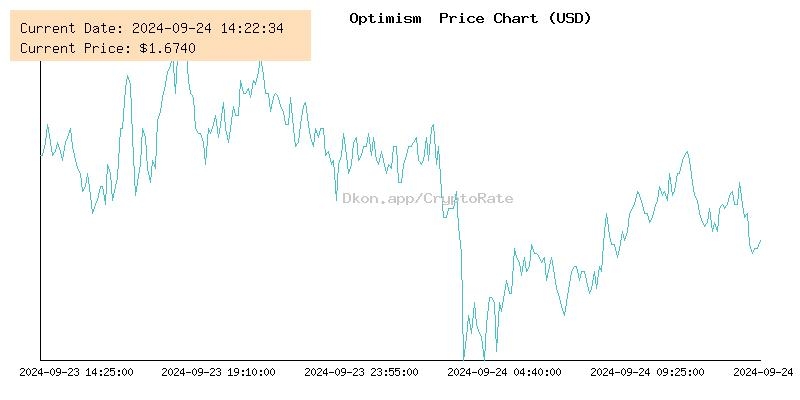 Optimism  Price Chart (USD)
Current Date: 2024-09-24 14:22:34
Current Price: $1.6740
Dkon.app/CryptoRate
2024-09-23 14:25:00 2024-09-23 19:10:00 2024-09-23 23:55:00 2024-09-24 04:40:00 2024-09-24 09:25:00 2024-09-24